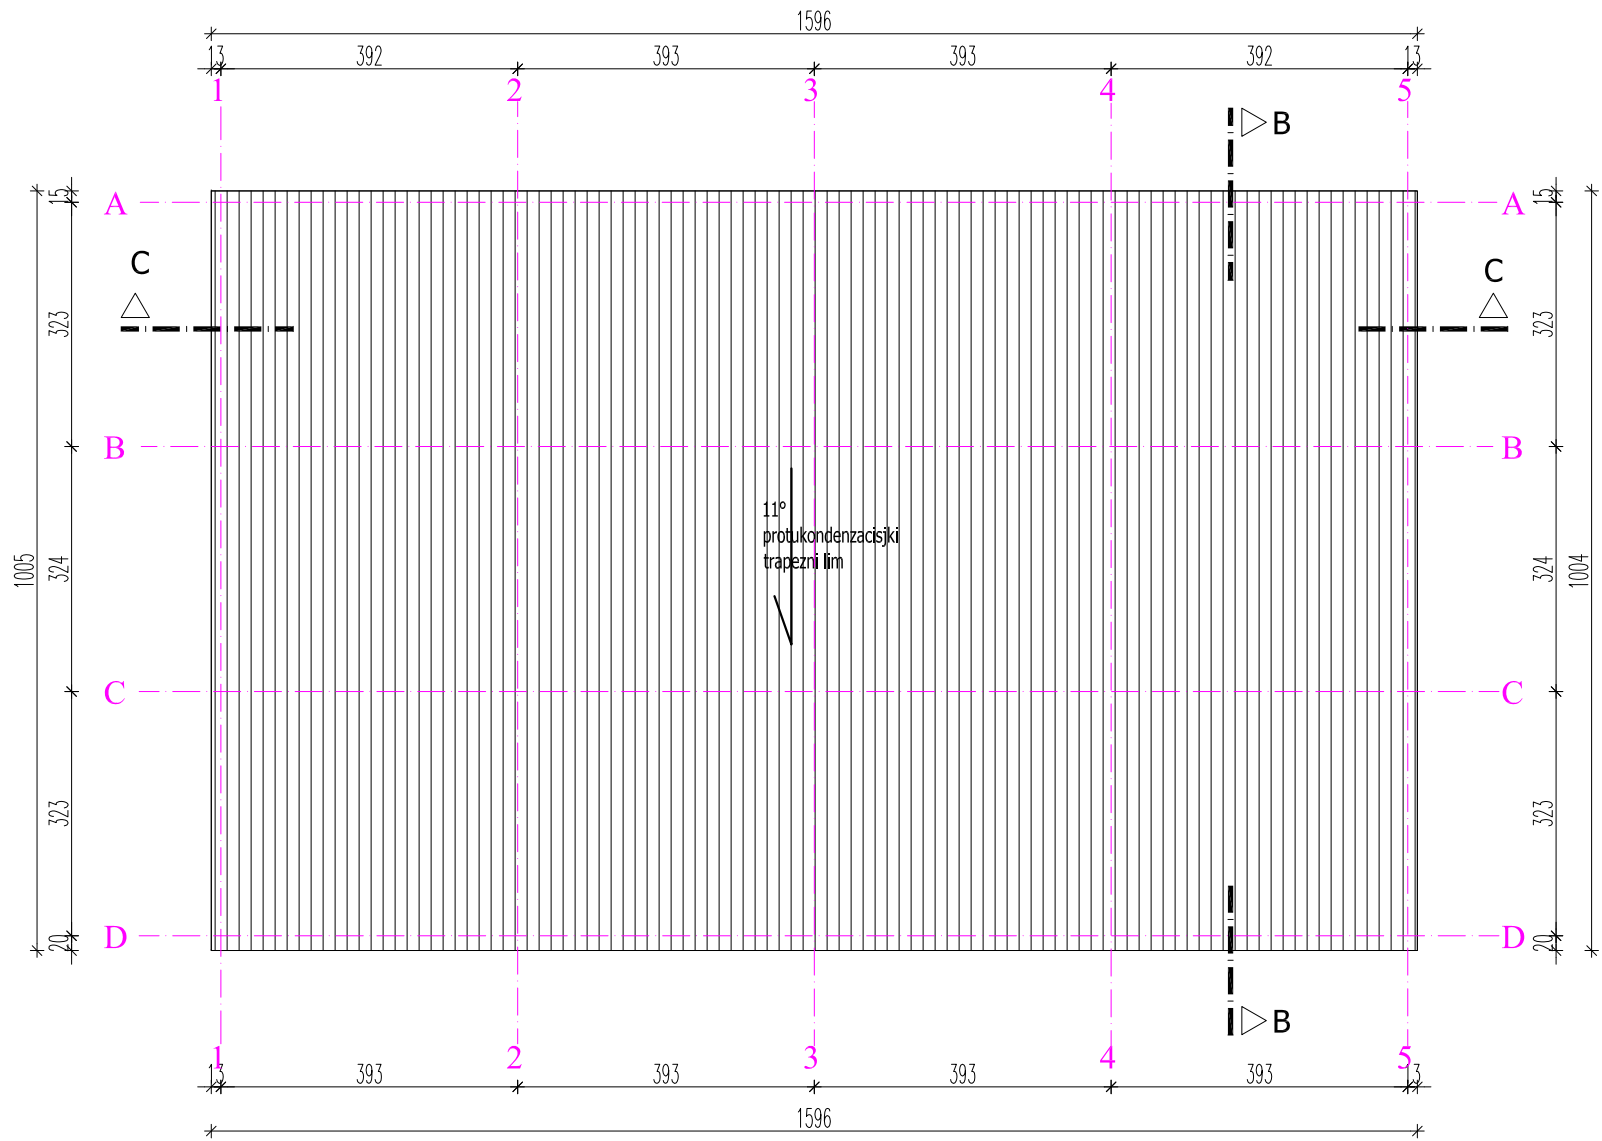 1596
13 392 393 393 392 13
1 2 3 4 5
B
15 A A 15
C C
323 323
B B
11°
protukondenzacisjki
trapezni lim
1005 324 324 1004
C C
323 323
20 D D 20
B
1 2 3 4 5
13 393 393 393 393 13
1596